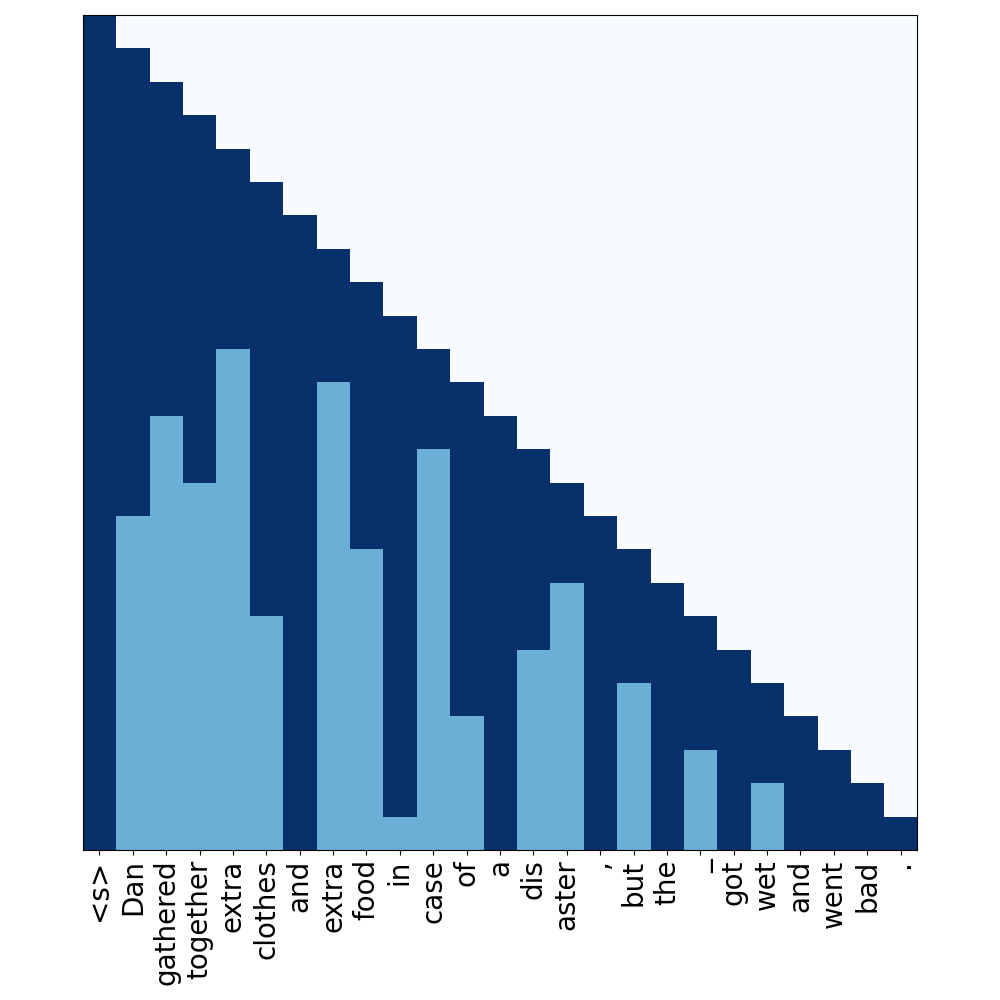 <s> Dan gathered together extra clothes and extra food in case of a dis aster , but the _ got wet and went bad .